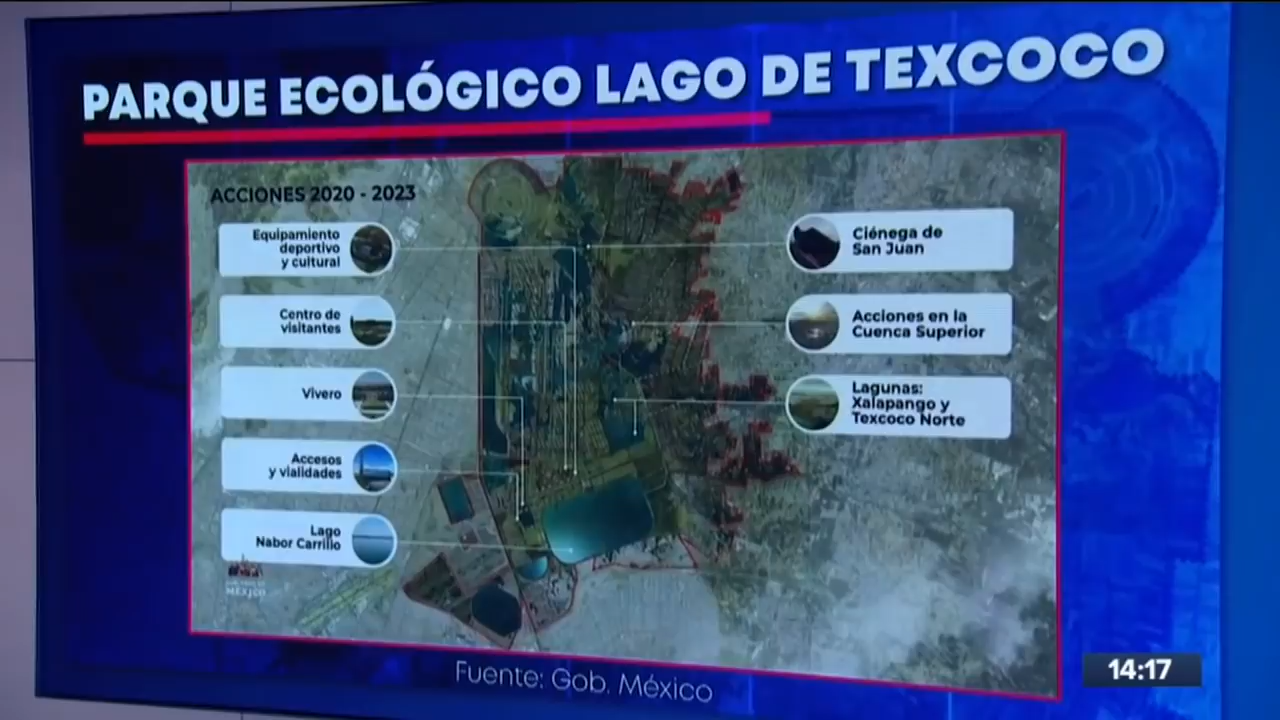 PARQUE ECOLÓGICO LAGO DE TEXCOCO
ACCIONES 2020 - 2023
Equipamiento
deportivo
y cultural
Centro de
visitantes
Vivero
Accesos
y vialidades
Lago
Nabor Carrillo
Ciénega de
San Juan
Acciones en la
Cuenca Superior
Lagunas:
Xalapango y
Texcoco Norte
MÉXICO
Fuente: Gob. México
14:17